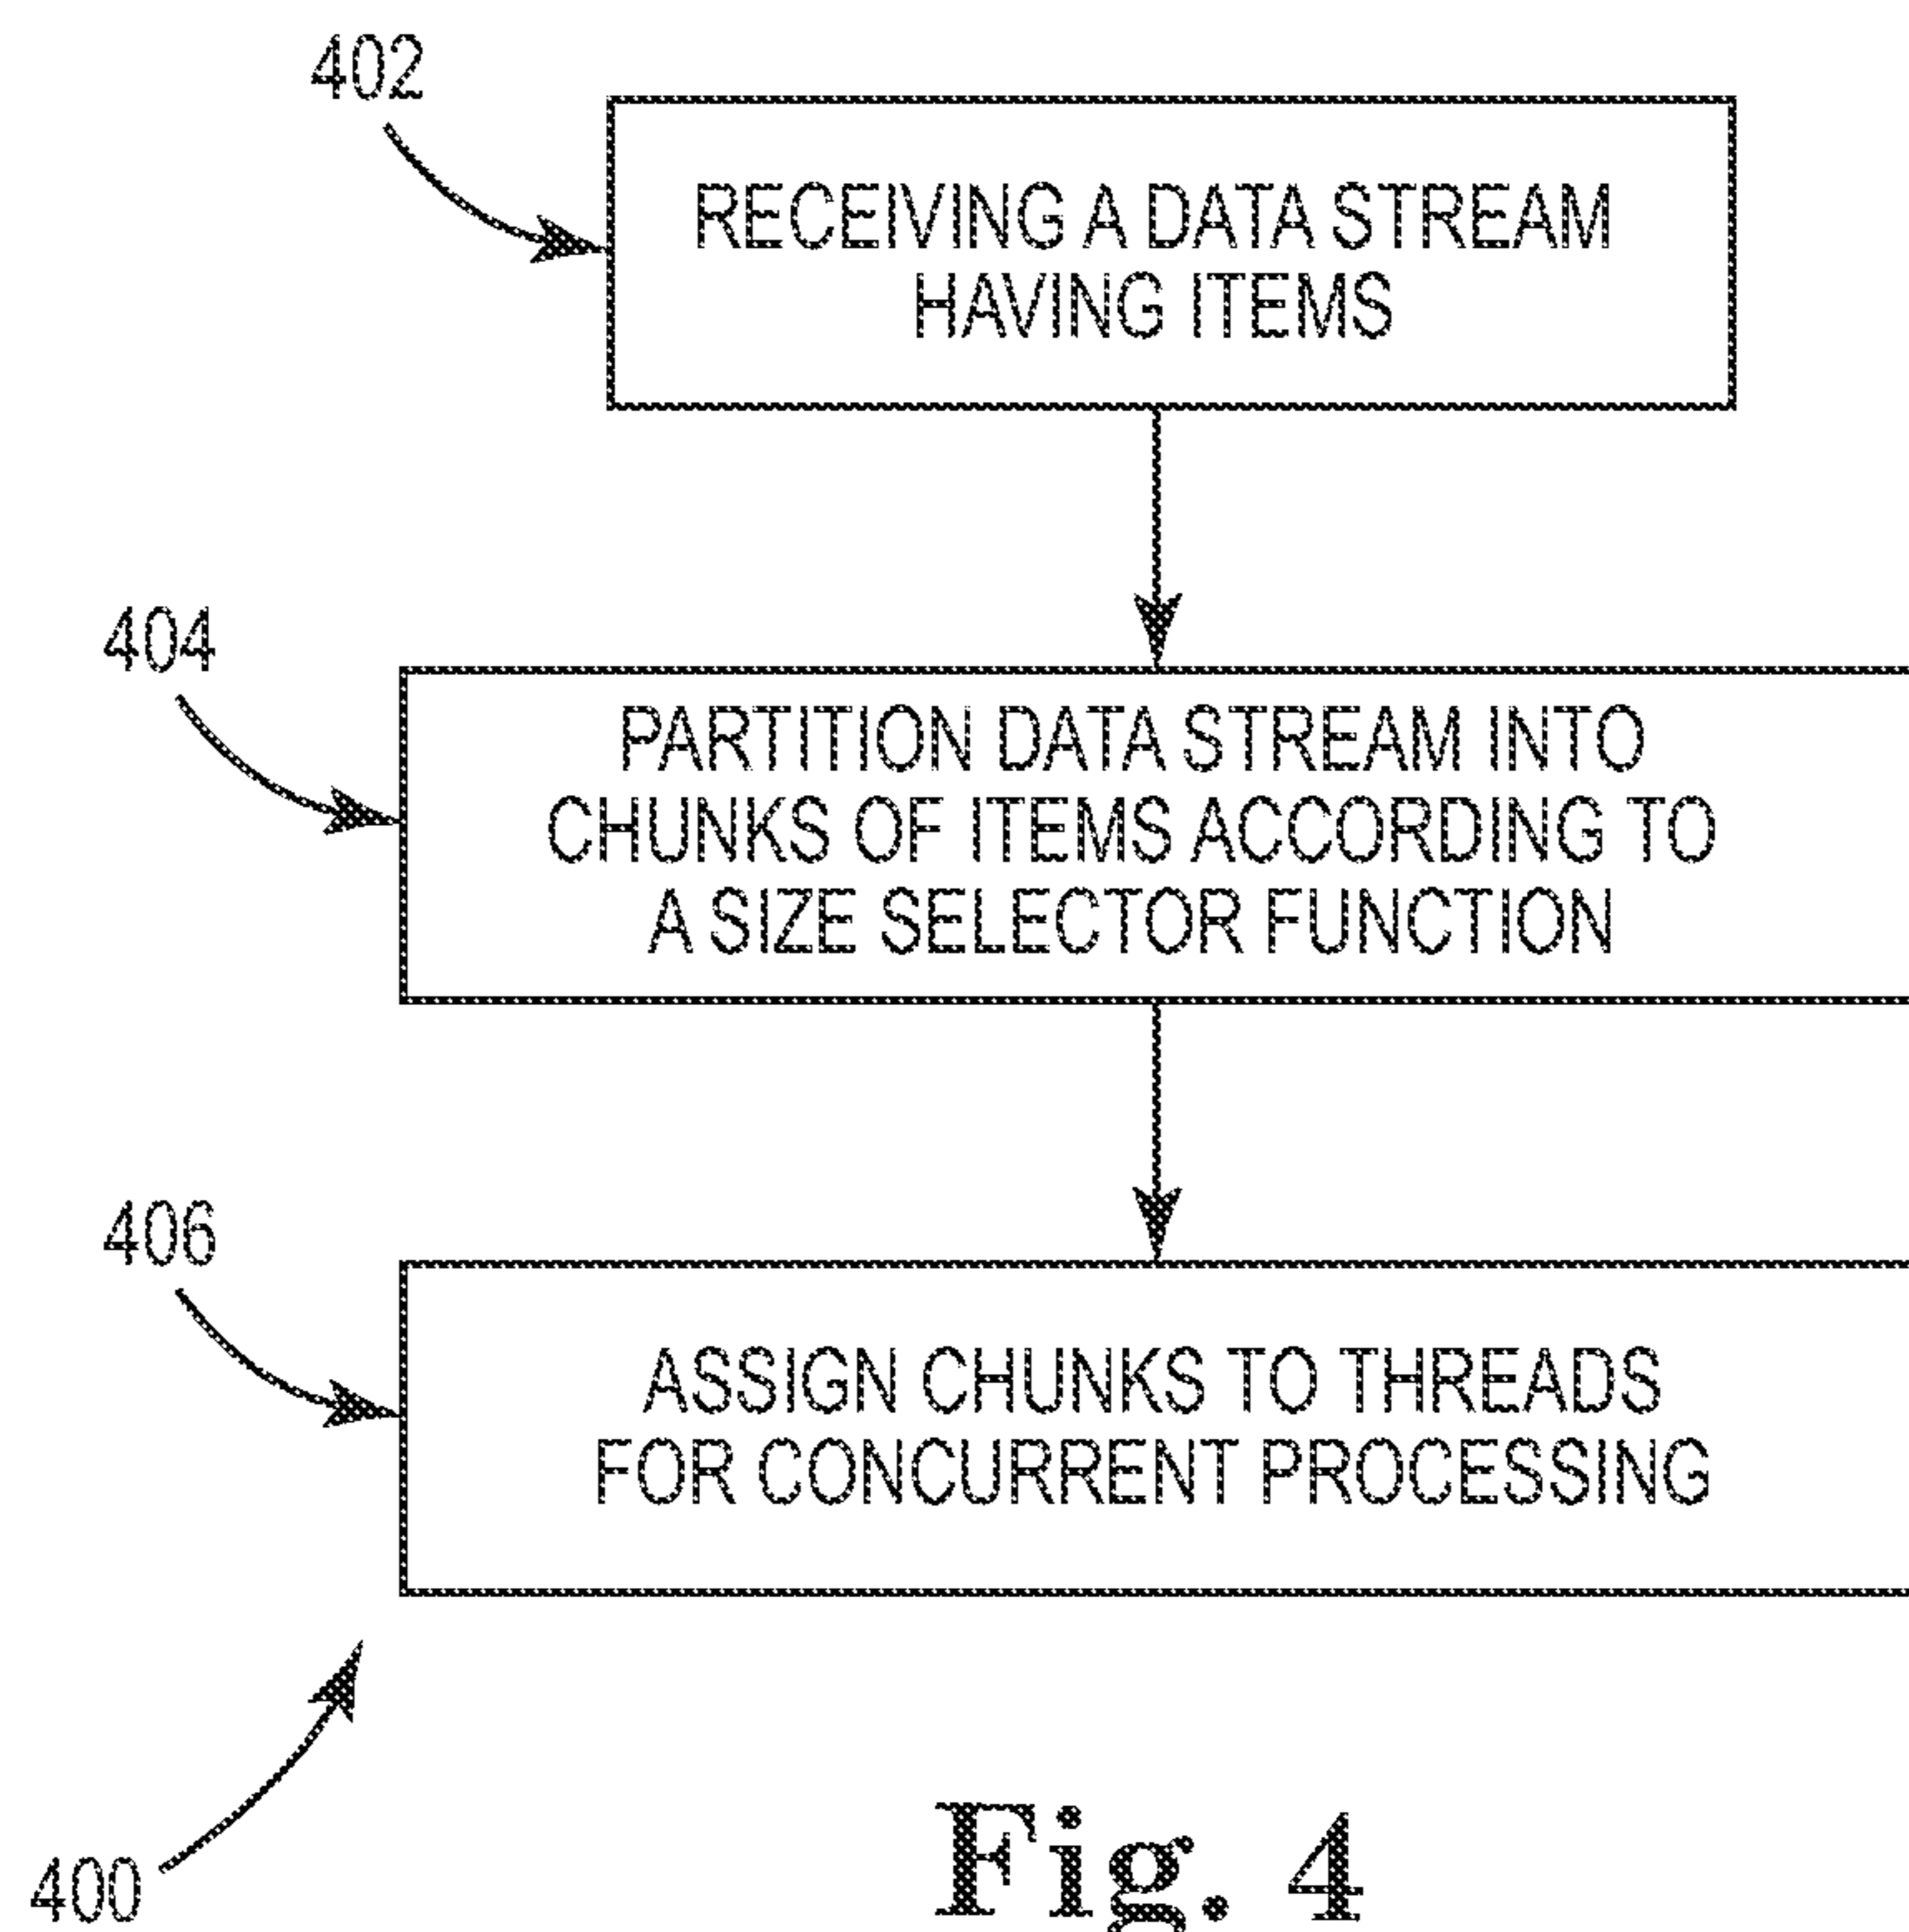 402
RECEIVING A DATA STREAM
HAVING ITEMS
404
PARTITION DATA STREAM INTO
CHUNKS OF ITEMS ACCORDING TO
A SIZE SELECTOR FUNCTION
406
ASSIGN CHUNKS TO THREADS
FOR CONCURRENT PROCESSING
400
Fig. 4